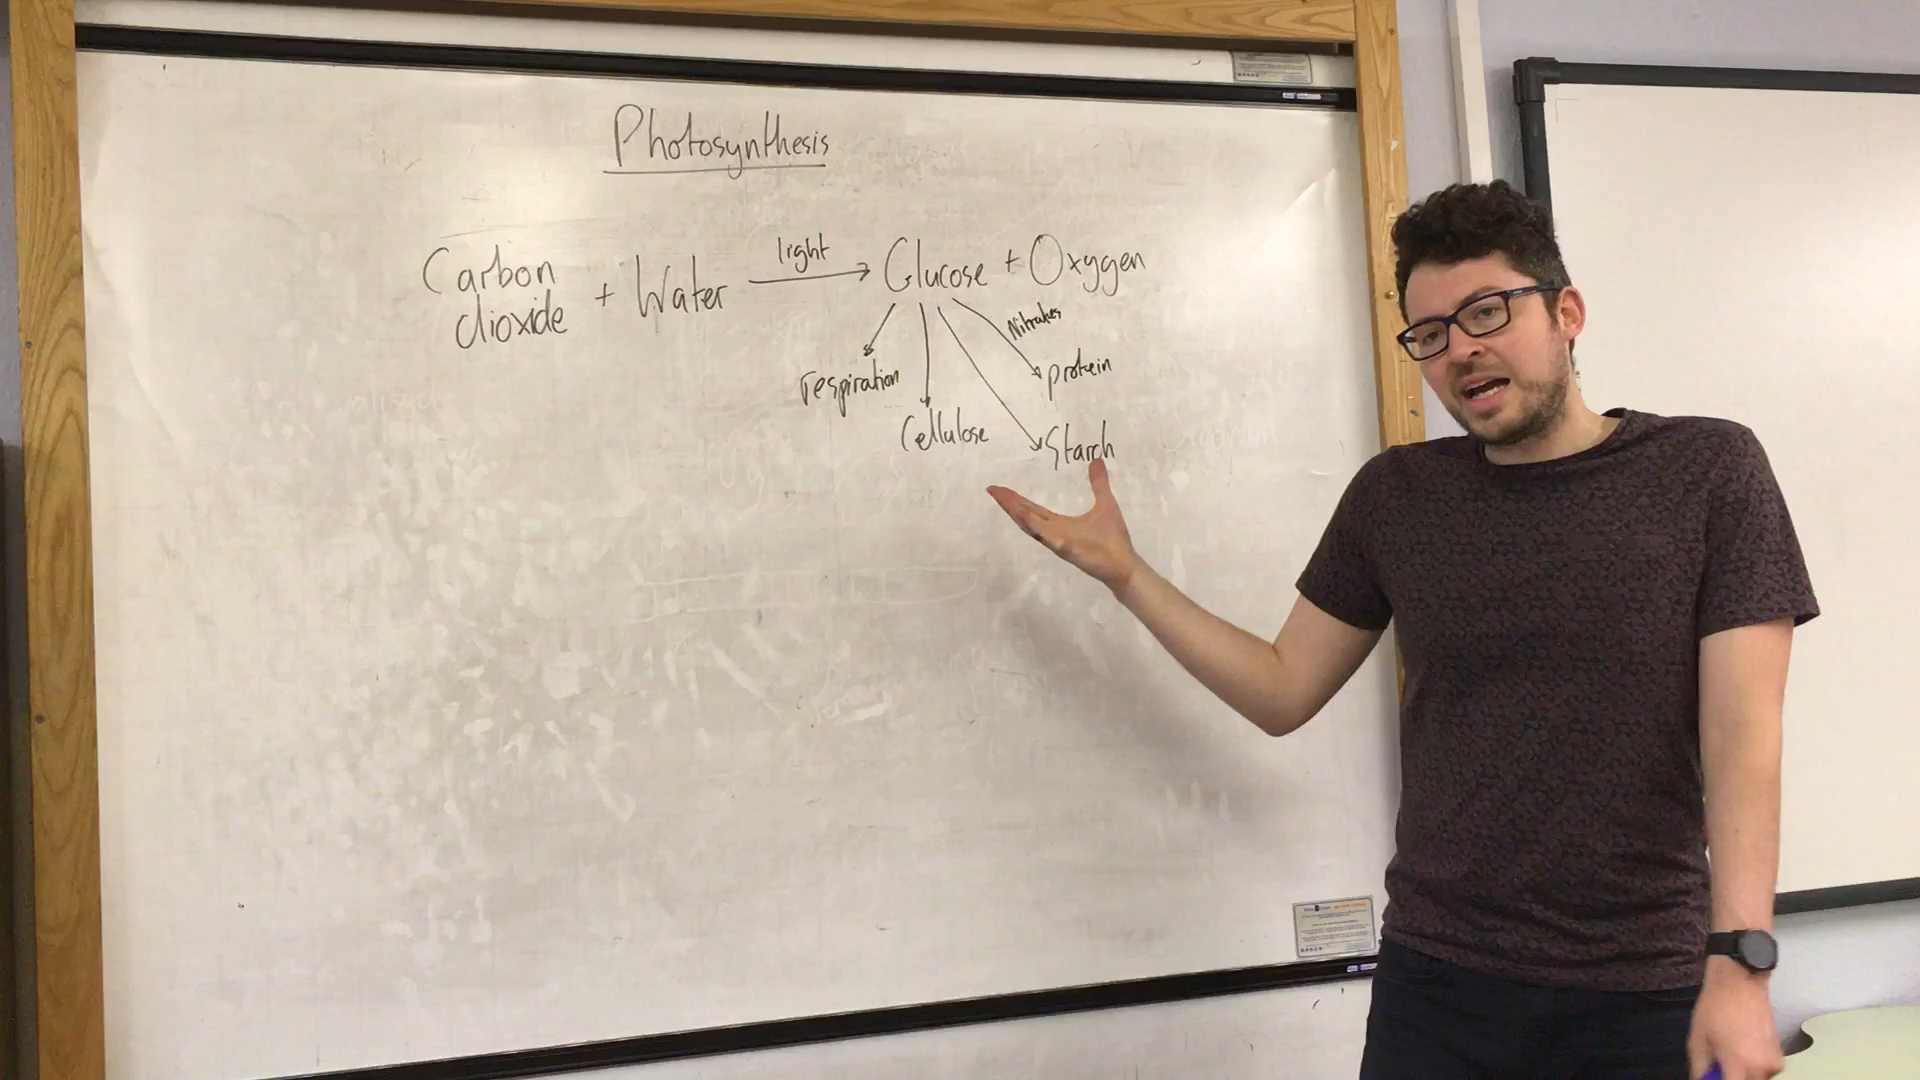 Photosynthesis
Carbon dioxide + Water light → Glucose + Oxygen
Nitrates
respiration
protein
Cellulose
Starch